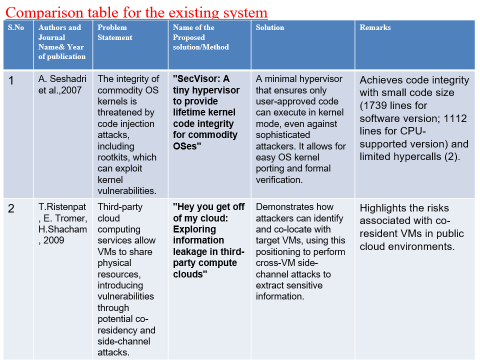 Comparison table for the existing system
S.No
Authors and
Journal
Name& Year
of publication
Problem
Statement
Name of the
Proposed
solution/Method
Solution
Remarks
1
A. Seshadri
et al.,2007
The integrity of
commodity OS
kernels is
threatened by
code injection
attacks,
including
rootkits, which
can exploit
kernel
vulnerabilities.
"SecVisor: A
tiny hypervisor
to provide
lifetime kernel
code integrity
for commodity
OSes"
A minimal hypervisor
that ensures only
user-approved code
can execute in kernel
mode, even against
sophisticated
attackers. It allows for
easy OS kernel
porting and formal
verification.
Achieves code integrity
with small code size
(1739 lines for
software version; 1112
lines for CPU-
supported version) and
limited hypercalls (2).
2
T.Ristenpat
, E. Tromer,
H.Shacham
, 2009
Third-party
cloud
computing
services allow
VMs to share
physical
resources,
introducing
vulnerabilities
through
potential co-
residency and
side-channel
attacks.
"Hey you get off
of my cloud:
Exploring
information
leakage in third-
party compute
clouds"
Demonstrates how
attackers can identify
and co-locate with
target VMs, using this
positioning to perform
cross-VM side-
channel attacks to
extract sensitive
information.
Highlights the risks
associated with co-
resident VMs in public
cloud environments.